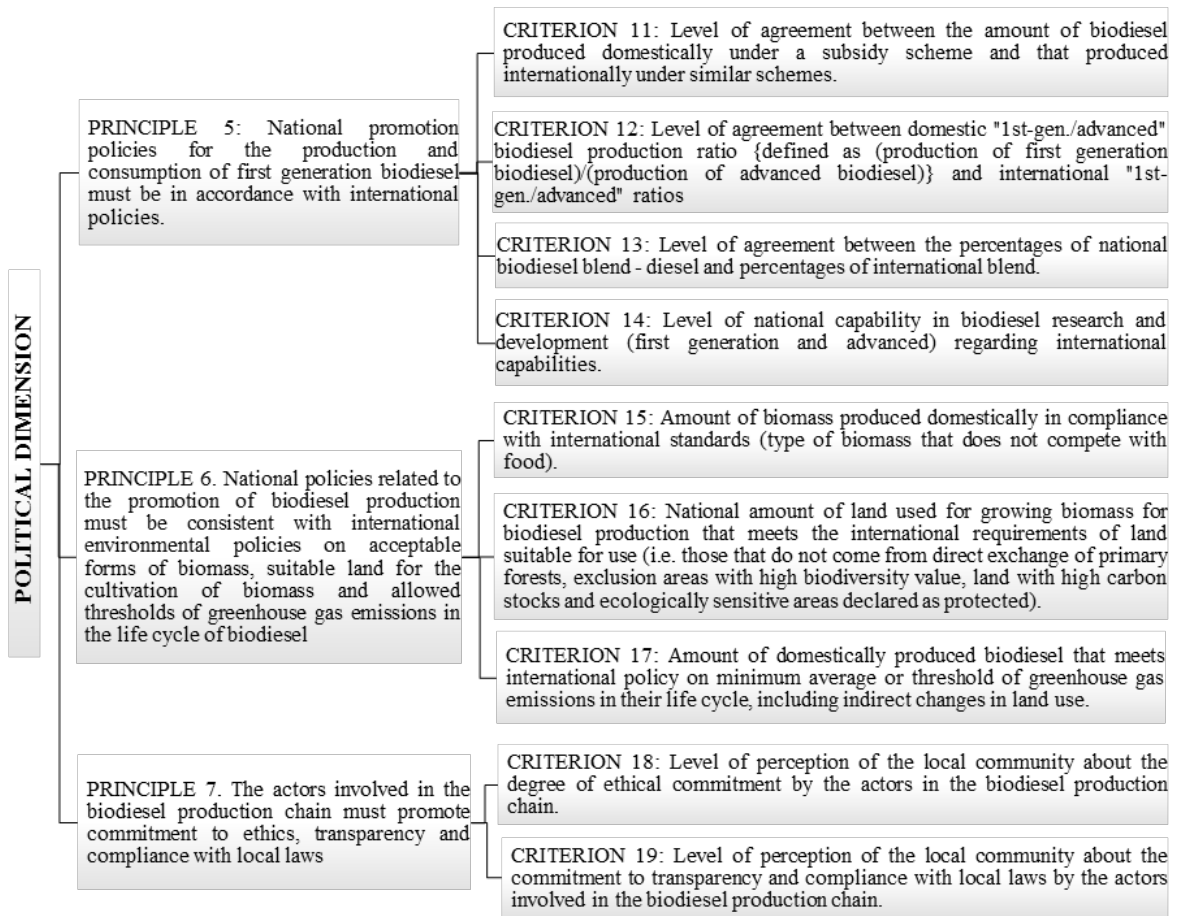 POLITICAL DIMENSION
PRINCIPLE 5: National promotion
policies for the production and
consumption of first generation biodiesel
must be in accordance with international
policies.
CRITERION 11: Level of agreement between the amount of biodiesel
produced domestically under a subsidy scheme and that produced
internationally under similar schemes.
CRITERION 12: Level of agreement between domestic "1st-gen./advanced"
biodiesel production ratio {defined as (production of first generation
biodiesel)/(production of advanced biodiesel)} and international "1st-
gen./advanced" ratios
CRITERION 13: Level of agreement between the percentages of national
biodiesel blend - diesel and percentages of international blend.
CRITERION 14: Level of national capability in biodiesel research and
development (first generation and advanced) regarding international
capabilities.
PRINCIPLE 6. National policies related to
the promotion of biodiesel production
must be consistent with international
environmental policies on acceptable
forms of biomass, suitable land for the
cultivation of biomass and allowed
thresholds of greenhouse gas emissions in
the life cycle of biodiesel
CRITERION 15: Amount of biomass produced domestically in compliance
with international standards (type of biomass that does not compete with
food).
CRITERION 16: National amount of land used for growing biomass for
biodiesel production that meets the international requirements of land
suitable for use (i.e. those that do not come from direct exchange of primary
forests, exclusion areas with high biodiversity value, land with high carbon
stocks and ecologically sensitive areas declared as protected).
CRITERION 17: Amount of domestically produced biodiesel that meets
international policy on minimum average or threshold of greenhouse gas
emissions in their life cycle, including indirect changes in land use.
PRINCIPLE 7. The actors involved in the
biodiesel production chain must promote
commitment to ethics, transparency and
compliance with local laws
CRITERION 18: Level of perception of the local community about the
degree of ethical commitment by the actors in the biodiesel production
chain.
CRITERION 19: Level of perception of the local community about the
commitment to transparency and compliance with local laws by the actors
involved in the biodiesel production chain.